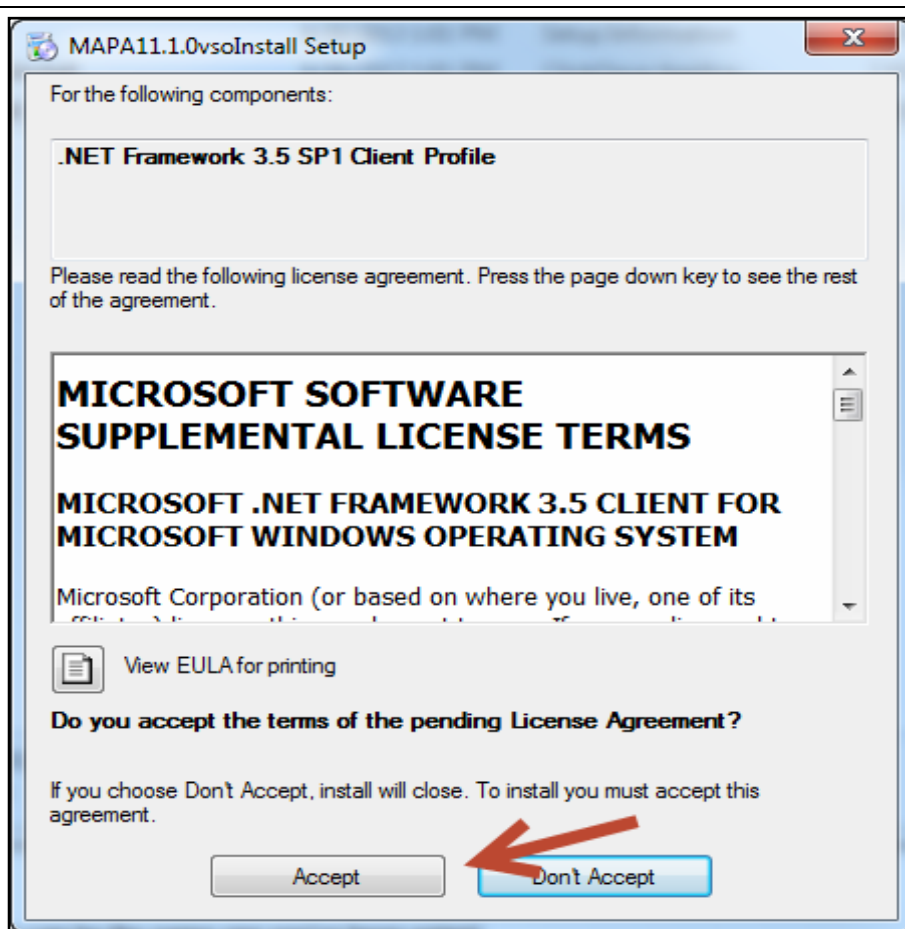 MAPA11.1.0vsoInstall Setup
For the following components:
.NET Framework 3.5 SP1 Client Profile
Please read the following license agreement. Press the page down key to see the rest
of the agreement.
MICROSOFT SOFTWARE
SUPPLEMENTAL LICENSE TERMS
MICROSOFT .NET FRAMEWORK 3.5 CLIENT FOR
MICROSOFT WINDOWS OPERATING SYSTEM
Microsoft Corporation (or based on where you live, one of its
View EULA for printing
Do you accept the terms of the pending License Agreement?
If you choose Don't Accept, install will close. To install you must accept this
agreement.
Accept
Don't Accept